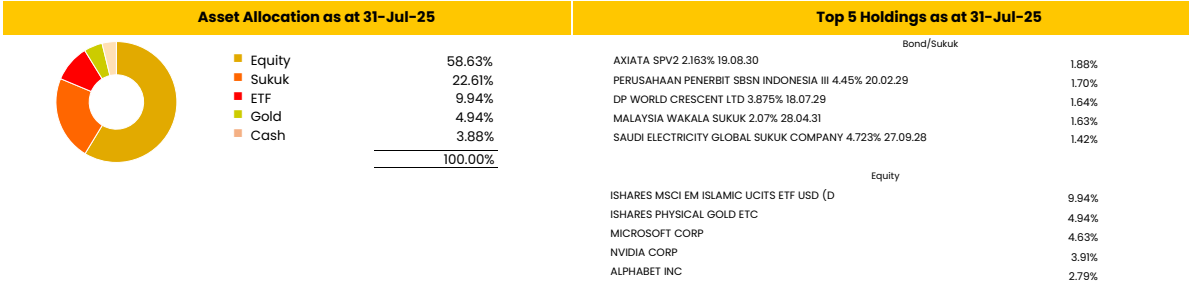 Asset Allocation as at 31-Jul-25
Equity 58.63%
Sukuk 22.61%
ETF 9.94%
Gold 4.94%
Cash 3.88%
100.00%
Top 5 Holdings as at 31-Jul-25
Bond/Sukuk
AXIATA SPV2 2.163% 19.08.30 1.88%
PERUSAHAAN PENERBIT SBSN INDONESIA III 4.45% 20.02.29 1.70%
DP WORLD CRESCENT LTD 3.875% 18.07.29 1.64%
MALAYSIA WAKALA SUKUK 2.07% 28.04.31 1.63%
SAUDI ELECTRICITY GLOBAL SUKUK COMPANY 4.723% 27.09.28 1.42%
Equity
ISHARES MSCI EM ISLAMIC UCITS ETF USD (D 9.94%
ISHARES PHYSICAL GOLD ETC 4.94%
MICROSOFT CORP 4.63%
NVIDIA CORP 3.91%
ALPHABET INC 2.79%